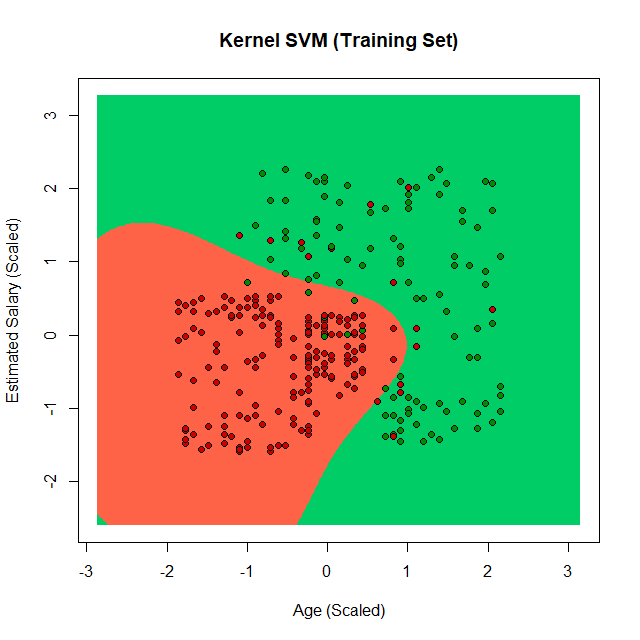 Kernel SVM (Training Set)
3
2
1
0
-1
-2
Estimated Salary (Scaled)
-3 -2 -1 0 1 2 3
Age (Scaled)